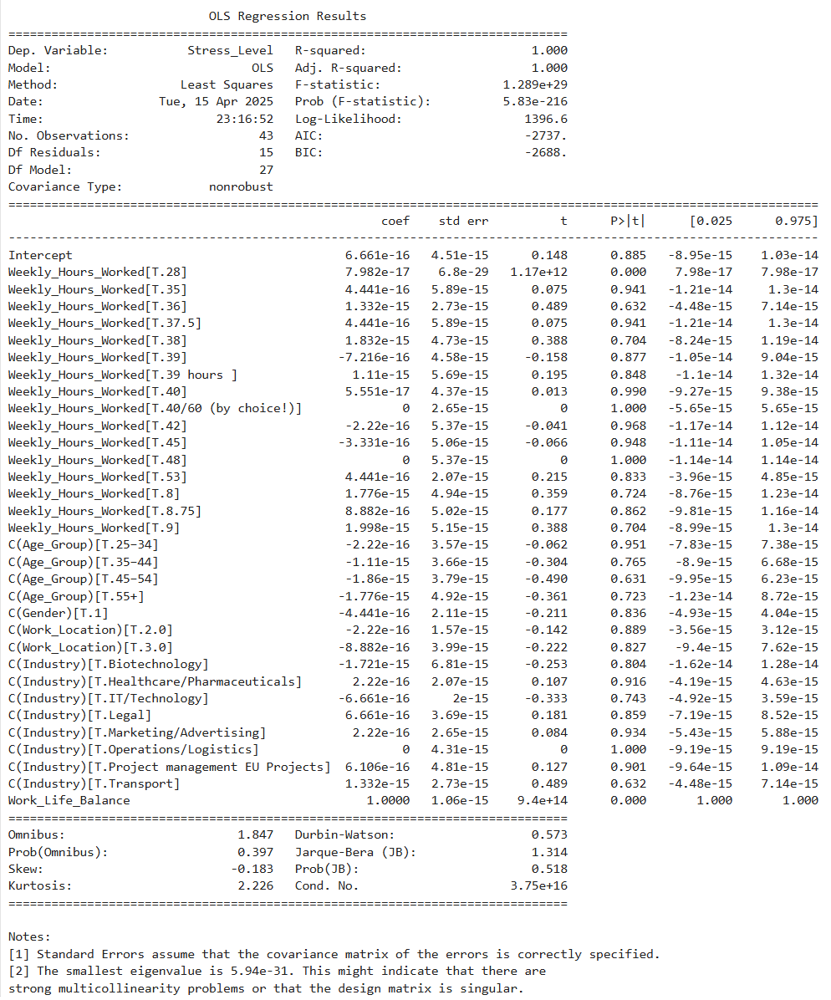 OLS Regression Results
==============================================================================
Dep. Variable: Stress_Level R-squared: 1.000
Model: OLS Adj. R-squared: 1.000
Method: Least Squares F-statistic: 1.289e+29
Date: Tue, 15 Apr 2025 Prob (F-statistic): 5.83e-216
Time: 23:16:52 Log-Likelihood: 1396.6
No. Observations: 43 AIC: -2737.
Df Residuals: 15 BIC: -2688.
Df Model: 27
Covariance Type: nonrobust
=================================================================================================================
coef std err t P>|t| [0.025 0.975]
-----------------------------------------------------------------------------------------------------------------
Intercept 6.661e-16 4.51e-15 0.148 0.885 -8.95e-15 1.03e-14
Weekly_Hours_Worked[T.28] 7.982e-17 6.8e-29 1.17e+12 0.000 7.98e-17 7.98e-17
Weekly_Hours_Worked[T.35] 4.441e-16 5.89e-15 0.075 0.941 -1.21e-14 1.3e-14
Weekly_Hours_Worked[T.36] 1.332e-15 2.73e-15 0.489 0.632 -4.48e-15 7.14e-15
Weekly_Hours_Worked[T.37.5] 4.441e-16 5.89e-15 0.075 0.941 -1.21e-14 1.3e-14
Weekly_Hours_Worked[T.38] 1.832e-15 4.73e-15 0.388 0.704 -8.24e-15 1.19e-14
Weekly_Hours_Worked[T.39] -7.216e-16 4.58e-15 -0.158 0.877 -1.05e-14 9.04e-15
Weekly_Hours_Worked[T.39 hours ] 1.11e-15 5.69e-15 0.195 0.848 -1.1e-14 1.32e-14
Weekly_Hours_Worked[T.40] 5.551e-17 4.37e-15 0.013 0.990 -9.27e-15 9.38e-15
Weekly_Hours_Worked[T.40/60 (by choice!)] 0 2.65e-15 0 1.000 -5.65e-15 5.65e-15
Weekly_Hours_Worked[T.42] -2.22e-16 5.37e-15 -0.041 0.968 -1.17e-14 1.12e-14
Weekly_Hours_Worked[T.45] -3.331e-16 5.06e-15 -0.066 0.948 -1.11e-14 1.05e-14
Weekly_Hours_Worked[T.48] 0 5.37e-15 0 1.000 -1.14e-14 1.14e-14
Weekly_Hours_Worked[T.53] 4.441e-16 2.07e-15 0.215 0.833 -3.96e-15 4.85e-15
Weekly_Hours_Worked[T.8] 1.776e-15 4.94e-15 0.359 0.724 -8.76e-15 1.23e-14
Weekly_Hours_Worked[T.8.75] 8.882e-16 5.02e-15 0.177 0.862 -9.81e-15 1.16e-14
Weekly_Hours_Worked[T.9] 1.998e-15 5.15e-15 0.388 0.704 -8.99e-15 1.3e-14
C(Age_Group)[T.25–34] -2.22e-16 3.57e-15 -0.062 0.951 -7.83e-15 7.38e-15
C(Age_Group)[T.35–44] -1.11e-15 3.66e-15 -0.304 0.765 -8.9e-15 6.68e-15
C(Age_Group)[T.45–54] -1.86e-15 3.79e-15 -0.490 0.631 -9.95e-15 6.23e-15
C(Age_Group)[T.55+] -1.776e-15 4.92e-15 -0.361 0.723 -1.23e-14 8.72e-15
C(Gender)[T.1] -4.441e-16 2.11e-15 -0.211 0.836 -4.93e-15 4.04e-15
C(Work_Location)[T.2.0] -2.22e-16 1.57e-15 -0.142 0.889 -3.56e-15 3.12e-15
C(Work_Location)[T.3.0] -8.882e-16 3.99e-15 -0.222 0.827 -9.4e-15 7.62e-15
C(Industry)[T.Biotechnology] -1.721e-15 6.81e-15 -0.253 0.804 -1.62e-14 1.28e-14
C(Industry)[T.Healthcare/Pharmaceuticals] 2.22e-16 2.07e-15 0.107 0.916 -4.19e-15 4.63e-15
C(Industry)[T.IT/Technology] -6.661e-16 2e-15 -0.333 0.743 -4.92e-15 3.59e-15
C(Industry)[T.Legal] 6.661e-16 3.69e-15 0.181 0.859 -7.19e-15 8.52e-15
C(Industry)[T.Marketing/Advertising] 2.22e-16 2.65e-15 0.084 0.934 -5.43e-15 5.88e-15
C(Industry)[T.Operations/Logistics] 0 4.31e-15 0 1.000 -9.19e-15 9.19e-15
C(Industry)[T.Project management EU Projects] 6.106e-16 4.81e-15 0.127 0.901 -9.64e-15 1.09e-14
C(Industry)[T.Transport] 1.332e-15 2.73e-15 0.489 0.632 -4.48e-15 7.14e-15
Work_Life_Balance 1.0000 1.06e-15 9.4e+14 0.000 1.000 1.000
==============================================================================
Omnibus: 1.847 Durbin-Watson: 0.573
Prob(Omnibus): 0.397 Jarque-Bera (JB): 1.314
Skew: -0.183 Prob(JB): 0.518
Kurtosis: 2.226 Cond. No. 3.75e+16
==============================================================================
Notes:
[1] Standard Errors assume that the covariance matrix of the errors is correctly specified.
[2] The smallest eigenvalue is 5.94e-31. This might indicate that there are
strong multicollinearity problems or that the design matrix is singular.